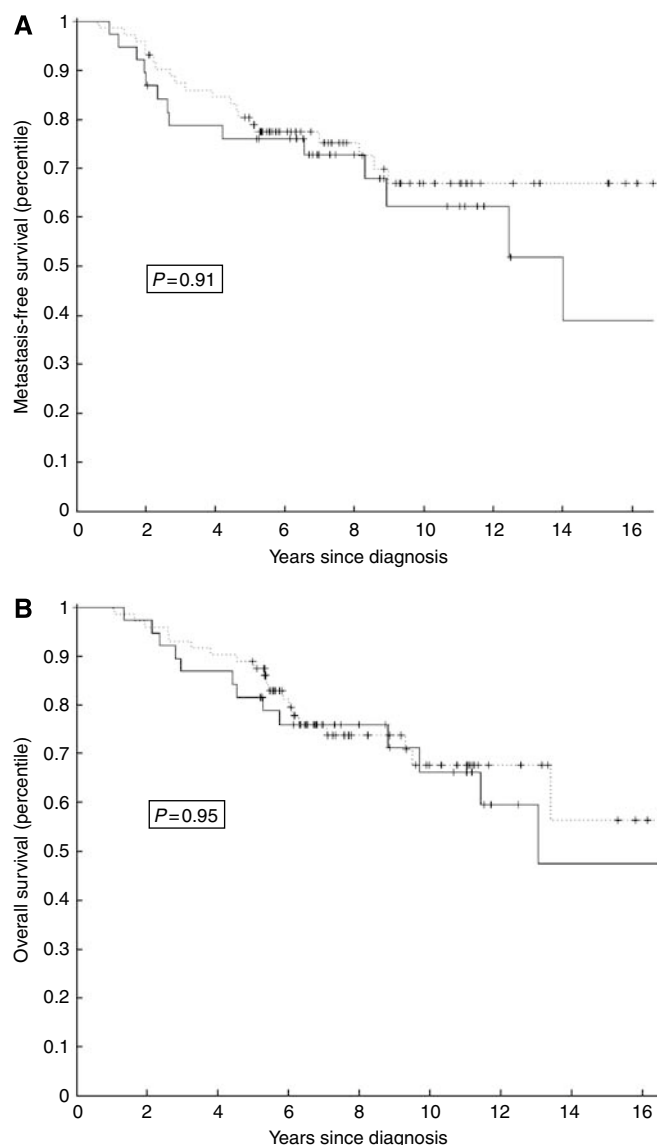 A
1
0.9
0.8
0.7
0.6
0.5
0.4
0.3
0.2
0.1
0
Metastasis-free survival (percentile)
P=0.91
0 2 4 6 8 10 12 14 16
Years since diagnosis
B
1
0.9
0.8
0.7
0.6
0.5
0.4
0.3
0.2
0.1
0
Overall survival (percentile)
P=0.95
0 2 4 6 8 10 12 14 16
Years since diagnosis